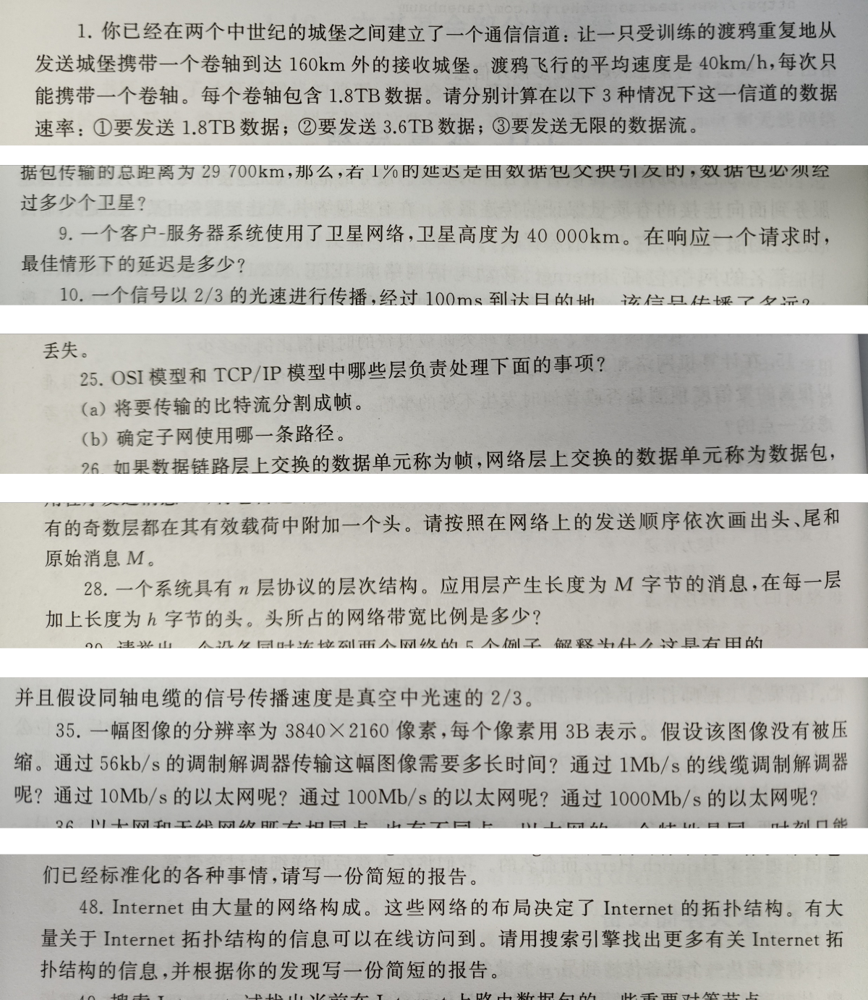 1. 你已经在两个中世纪的城堡之间建立了一个通信信道：让一只受训练的渡鸦重复地从
发送城堡携带一个卷轴到达 160km 外的接收城堡。渡鸦飞行的平均速度是 40km/h，每次只
能携带一个卷轴。每个卷轴包含 1.8TB 数据。请分别计算在以下 3 种情况下这一信道的数据
速率：①要发送 1.8TB 数据；②要发送 3.6TB 数据；③要发送无限的数据流。
据包传输的总距离为 29 700km，那么，若 1%的延迟是由数据包交换引发的，数据包必须经
过多少个卫星？
9. 一个客户-服务器系统使用了卫星网络，卫星高度为 40 000km。在响应一个请求时，
最佳情形下的延迟是多少？
10. 一个信号以 2/3 的光速进行传播，经过 100ms 到达目的地。该信号传播了多远？
丢失。
25. OSI 模型和 TCP/IP 模型中哪些层负责处理下面的事项？
(a) 将要传输的比特流分割成帧。
(b) 确定子网使用哪一条路径。
26. 如果数据链路层上交换的数据单元称为帧，网络层上交换的数据单元称为数据包，
有的奇数层都在其有效载荷中附加一个头。请按照在网络上的发送顺序依次画出头、尾和
原始消息 M。
28. 一个系统具有 n 层协议的层次结构。应用层产生长度为 M 字节的消息，在每一层
加上长度为 h 字节的头。头所占的网络带宽比例是多少？
请举出一个设备同时连接到两个网络的 5 个例子，解释为什么这是有用的
并且假设同轴电缆的信号传播速度是真空中光速的 2/3。
35. 一幅图像的分辨率为 3840×2160 像素，每个像素用 3B 表示。假设该图像没有被压
缩。通过 56kb/s 的调制解调器传输这幅图像需要多长时间？通过 1Mb/s 的线缆调制解调器
呢？通过 10Mb/s 的以太网呢？通过 100Mb/s 的以太网呢？通过 1000Mb/s 的以太网呢？
36. 以太网和无线网络既有相同点，也有不同点。以太网的一个特性是同一时刻只能
们已经标准化的各种事情，请写一份简短的报告。
48. Internet 由大量的网络构成。这些网络的布局决定了 Internet 的拓扑结构。有大
量关于 Internet 拓扑结构的信息可以在线访问到。请用搜索引擎找出更多有关 Internet 拓
扑结构的信息，并根据你的发现写一份简短的报告。